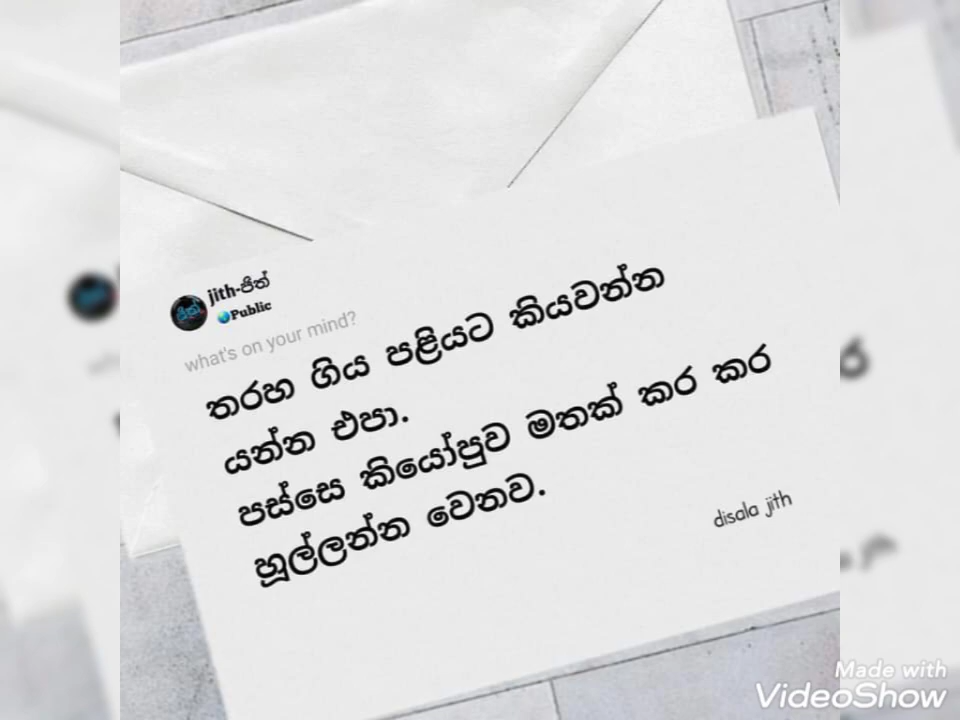 jith-ජීත්
Public
what's on your mind?
තරහ ගිය පළියට කියවන්න
යන්න එපා.
පස්සෙ කියෝපුව මතක් කර කර
හූල්ලන්න වෙනව.
disala jith
Made with
VideoShow